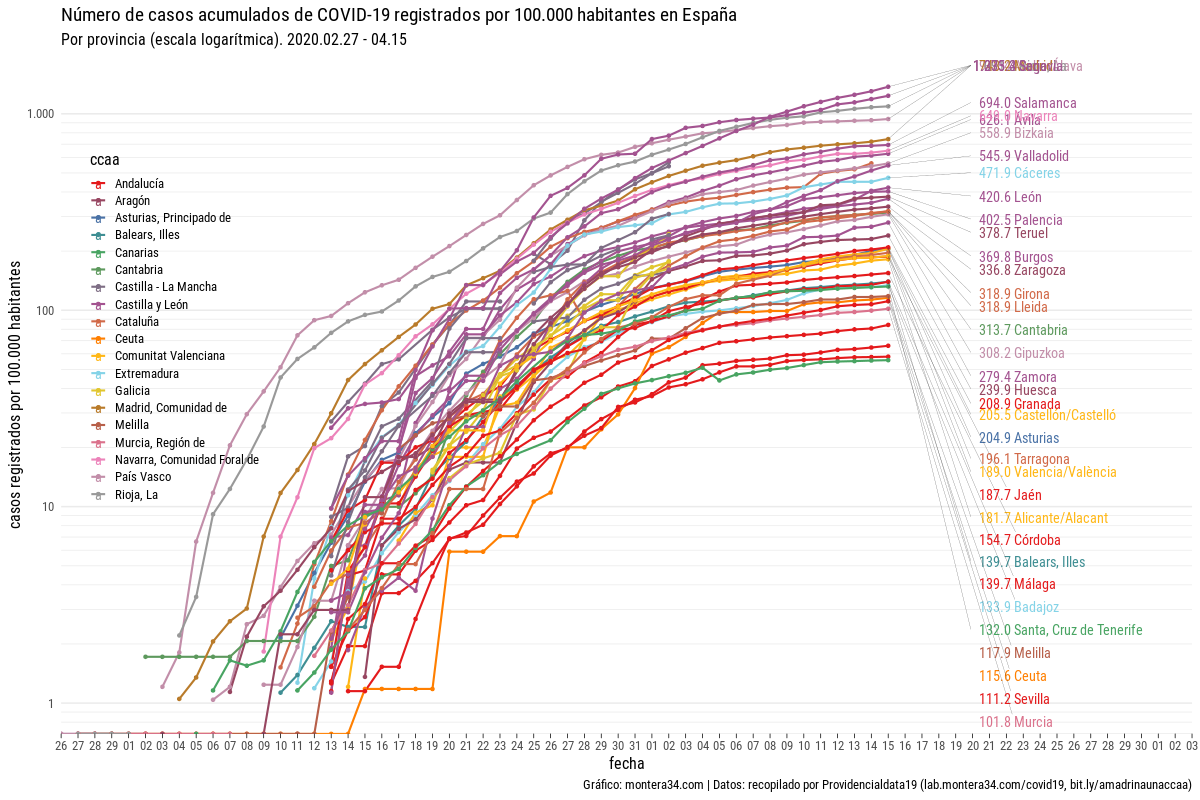 Número de casos acumulados de COVID-19 registrados por 100.000 habitantes en España
Por provincia (escala logarítmica). 2020.02.27 - 04.15
694.0 Salamanca
626.1 Ávila
558.9 Bizkaia
545.9 Valladolid
471.9 Cáceres
420.6 León
402.5 Palencia
378.7 Teruel
369.8 Burgos
336.8 Zaragoza
318.9 Girona
318.9 Lleida
313.7 Cantabria
308.2 Gipuzkoa
279.4 Zamora
239.9 Huesca
208.9 Granada
205.5 Castellón/Castelló
204.9 Asturias
196.1 Tarragona
189.0 Valencia/València
187.7 Jaén
181.7 Alicante/Alacant
154.7 Córdoba
139.7 Balears, Illes
139.7 Málaga
133.9 Badajoz
132.0 Santa, Cruz de Tenerife
117.9 Melilla
115.6 Ceuta
111.2 Sevilla
101.8 Murcia
casos registrados por 100.000 habitantes
1.000
100
10
1
ccaa
Andalucía
Aragón
Asturias, Principado de
Balears, Illes
Canarias
Cantabria
Castilla - La Mancha
Castilla y León
Cataluña
Ceuta
Comunitat Valenciana
Extremadura
Galicia
Madrid, Comunidad de
Melilla
Murcia, Región de
Navarra, Comunidad Foral de
País Vasco
Rioja, La
26 27 28 29 01 02 03 04 05 06 07 08 09 10 11 12 13 14 15 16 17 18 19 20 21 22 23 24 25 26 27 28 29 30 31 01 02 03 04 05 06 07 08 09 10 11 12 13 14 15 16 17 18 19 20 21 22 23 24 25 26 27 28 29 30 01 02 03
fecha
Gráfico: montera34.com | Datos: recopilado por Providencialdata19 (lab.montera34.com/covid19, bit.ly/amadrinaunaccaa)